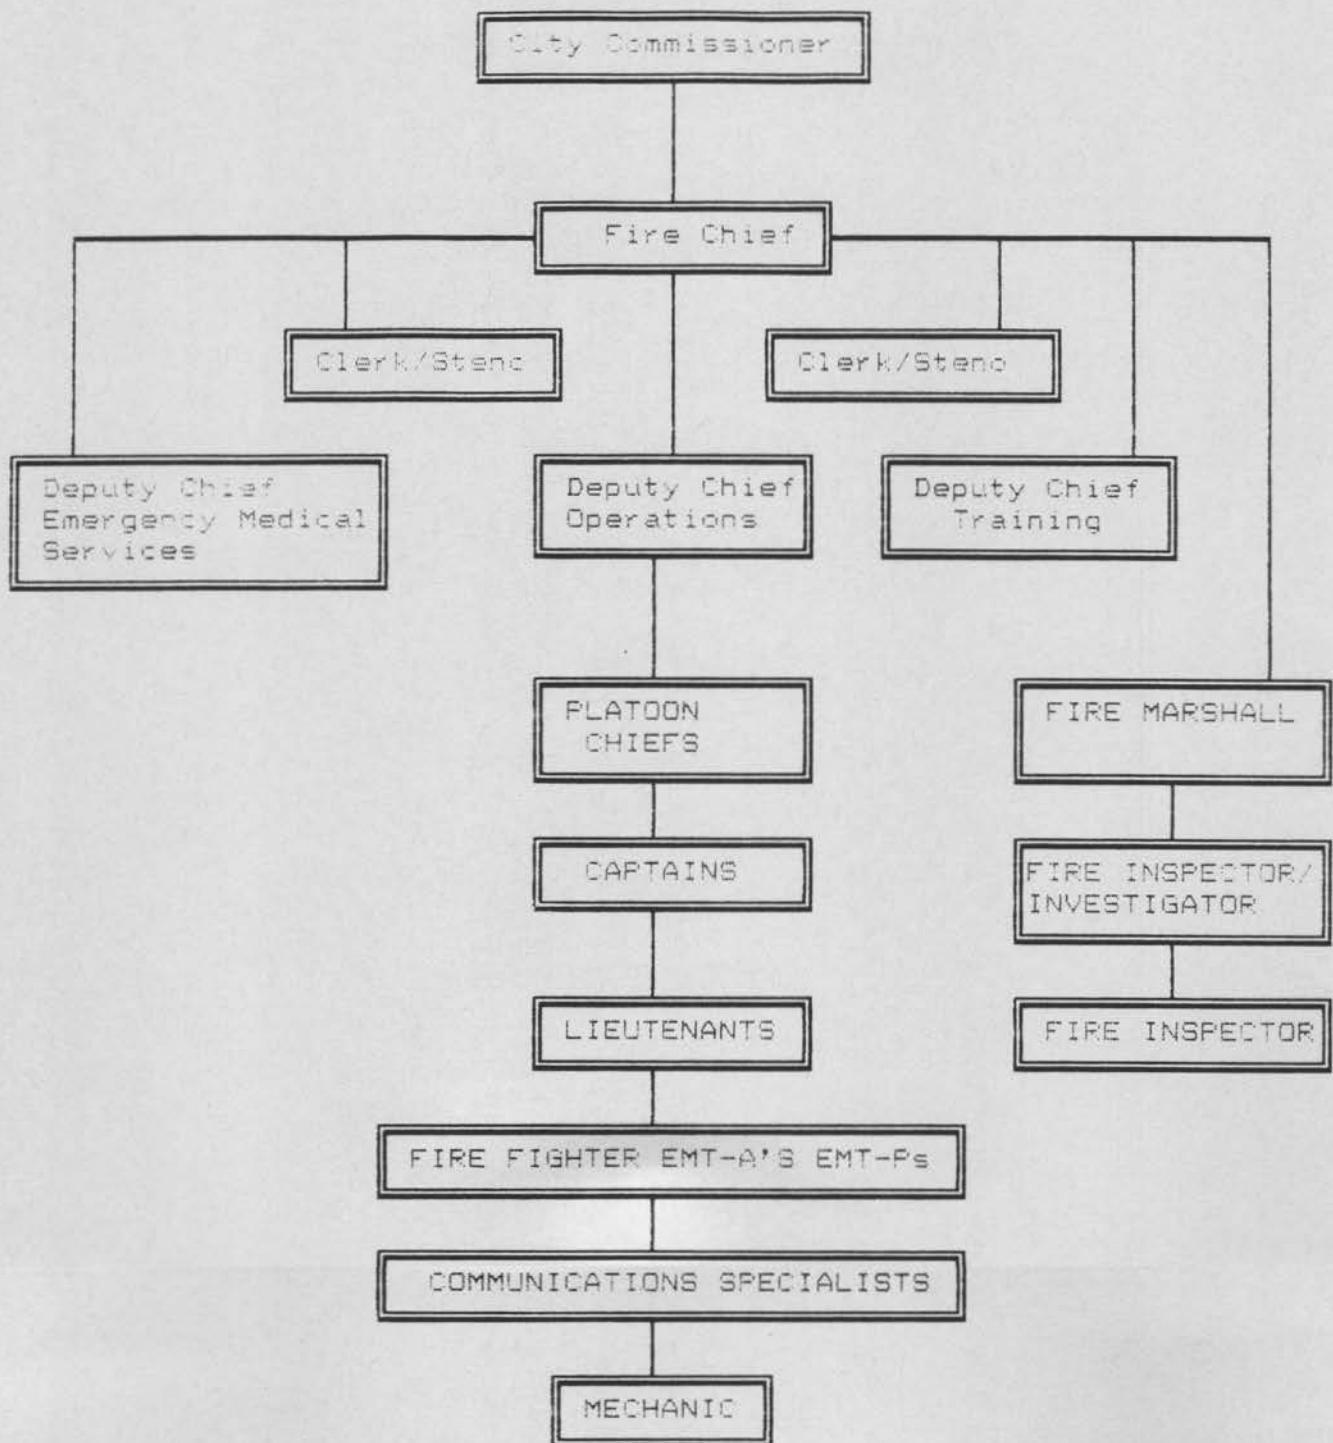 City Commissioner
Fire Chief
Clerk/Steno
Clerk/Steno
Deputy Chief
Emergency Medical
Services
Deputy Chief
Operations
Deputy Chief
Training
PLATOON
CHIEFS
FIRE MARSHALL
CAPTAINS
FIRE INSPECTOR/
INVESTIGATOR
LIEUTENANTS
FIRE INSPECTOR
FIRE FIGHTER EMT-A'S EMT-Ps
COMMUNICATIONS SPECIALISTS
MECHANIC